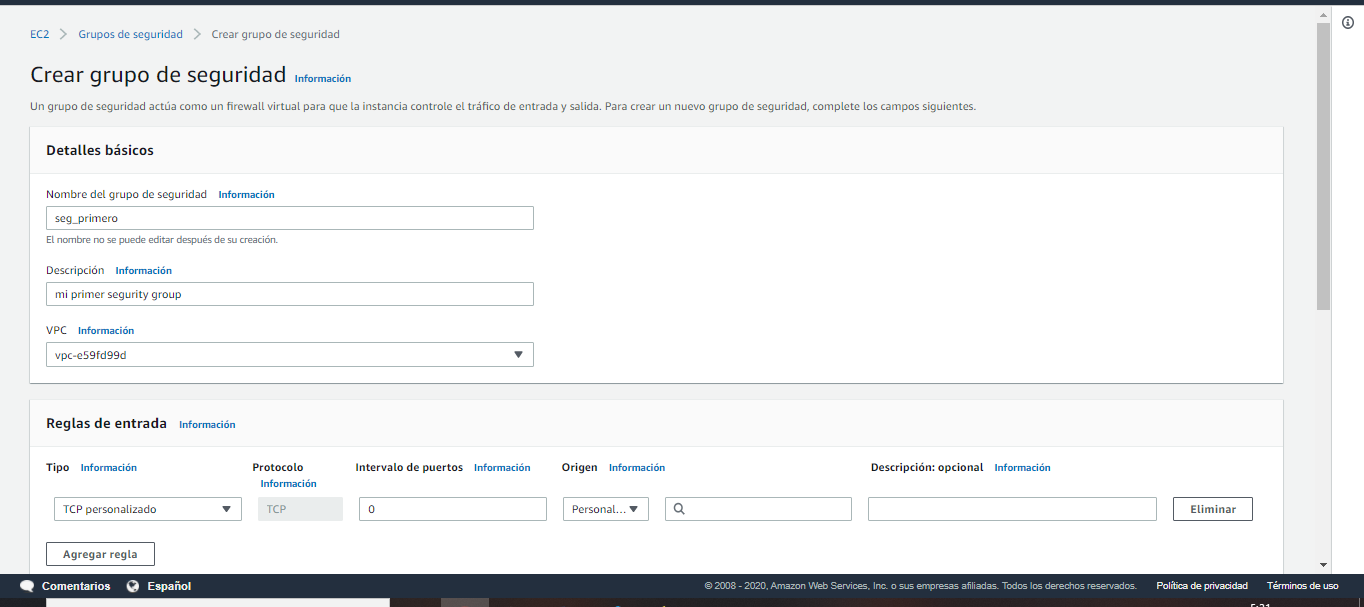 EC2 > Grupos de seguridad > Crear grupo de seguridad
Crear grupo de seguridad Información
Un grupo de seguridad actúa como un firewall virtual para que la instancia controle el tráfico de entrada y salida. Para crear un nuevo grupo de seguridad, complete los campos siguientes.
Detalles básicos
Nombre del grupo de seguridad Información
seg_primero
El nombre no se puede editar después de su creación.
Descripción Información
mi primer segurity group
VPC Información
vpc-e59fd99d
Reglas de entrada Información
Tipo Información Protocolo Intervalo de puertos Información Origen Información Descripción: opcional Información
Información
TCP personalizado TCP 0 Personal... Eliminar
Agregar regla
Comentarios Español © 2008 - 2020, Amazon Web Services, Inc. o sus empresas afiliadas. Todos los derechos reservados. Política de privacidad Términos de uso